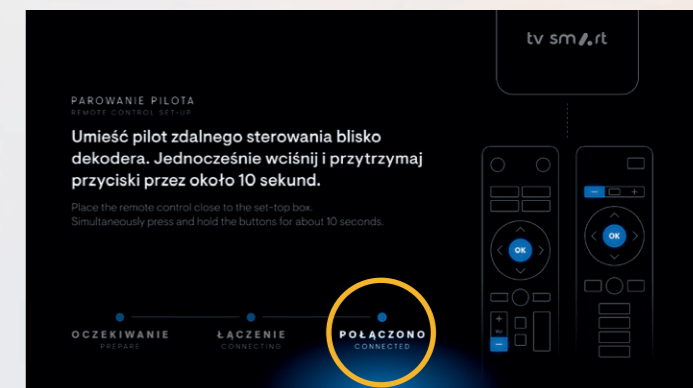 tv smart
PAROWANIE PILOTA
REMOTE CONTROL SET-UP
Umieść pilot zdalnego sterowania blisko
dekodera. Jednocześnie wciśnij i przytrzymaj
przyciski przez około 10 sekund.
Place the remote control close to the set-top box.
Simultaneously press and hold the buttons for about 10 seconds.
− +
OK
OK
+
VOL
−
OCZEKIWANIE
PREPARE
ŁĄCZENIE
CONNECTING
POŁĄCZONO
CONNECTED